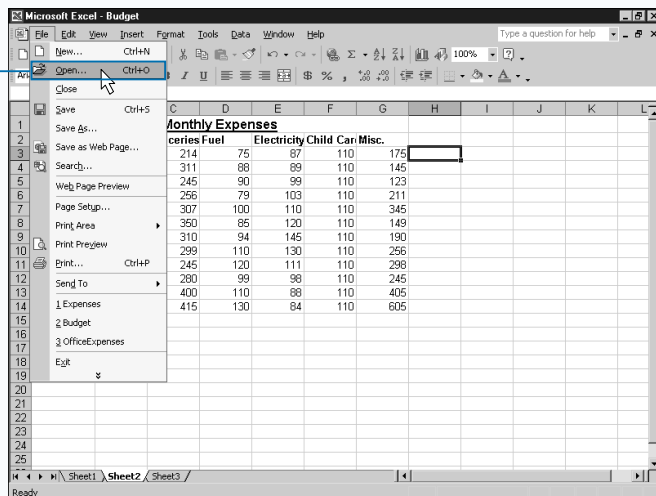 Microsoft Excel - Budget
File Edit View Insert Format Tools Data Window Help
Type a question for help
100%
New... Ctrl+N
Open... Ctrl+O
Close
Save Ctrl+S
Save As...
Save as Web Page...
Search...
Web Page Preview
Page Setup...
Print Area
Print Preview
Print... Ctrl+P
Send To
1 Expenses
2 Budget
3 OfficeExpenses
Exit
Ari
B I U $ % ,
C D E F G H I J K L
1 Monthly Expenses
2 ceries Fuel Electricity Child Car Misc.
3 214 75 87 110 175
4 311 88 89 110 145
5 245 90 99 110 123
6 256 79 103 110 211
7 307 100 110 110 345
8 350 85 120 110 149
9 310 94 145 110 190
10 299 110 130 110 256
11 245 120 111 110 298
12 280 99 98 110 245
13 400 110 88 110 405
14 415 130 84 110 605
15
16
17
18
19
20
21
22
23
24
25
Sheet1 Sheet2 Sheet3
Ready